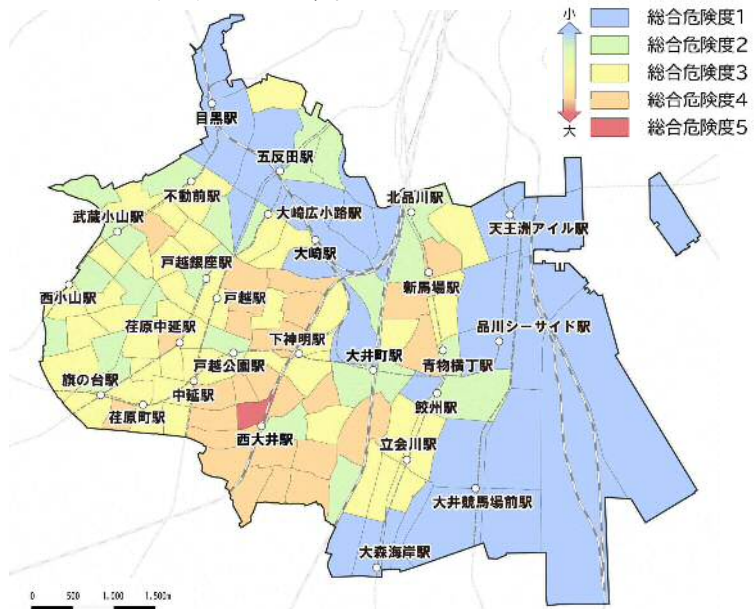 小
大
総合危険度1
総合危険度2
総合危険度3
総合危険度4
総合危険度5
目黒駅
五反田駅
不動前駅
北品川駅
大崎広小路駅
武蔵小山駅
天王洲アイル駅
大崎駅
戸越銀座駅
新馬場駅
西小山駅
戸越駅
荏原中延駅
下神明駅
品川シーサイド駅
大井町駅
青物横丁駅
戸越公園駅
旗の台駅
中延駅
鮫洲駅
荏原町駅
西大井駅
立会川駅
大井競馬場前駅
大森海岸駅
0 500 1,000 1,500m